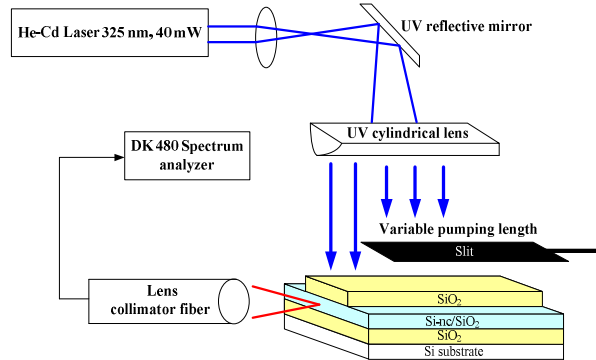 He-Cd Laser 325 nm, 40 mW
UV reflective mirror
UV cylindrical lens
DK 480 Spectrum
analyzer
Variable pumping length
Slit
Lens
collimator fiber
SiO₂
Si-nc/SiO₂
SiO₂
Si substrate